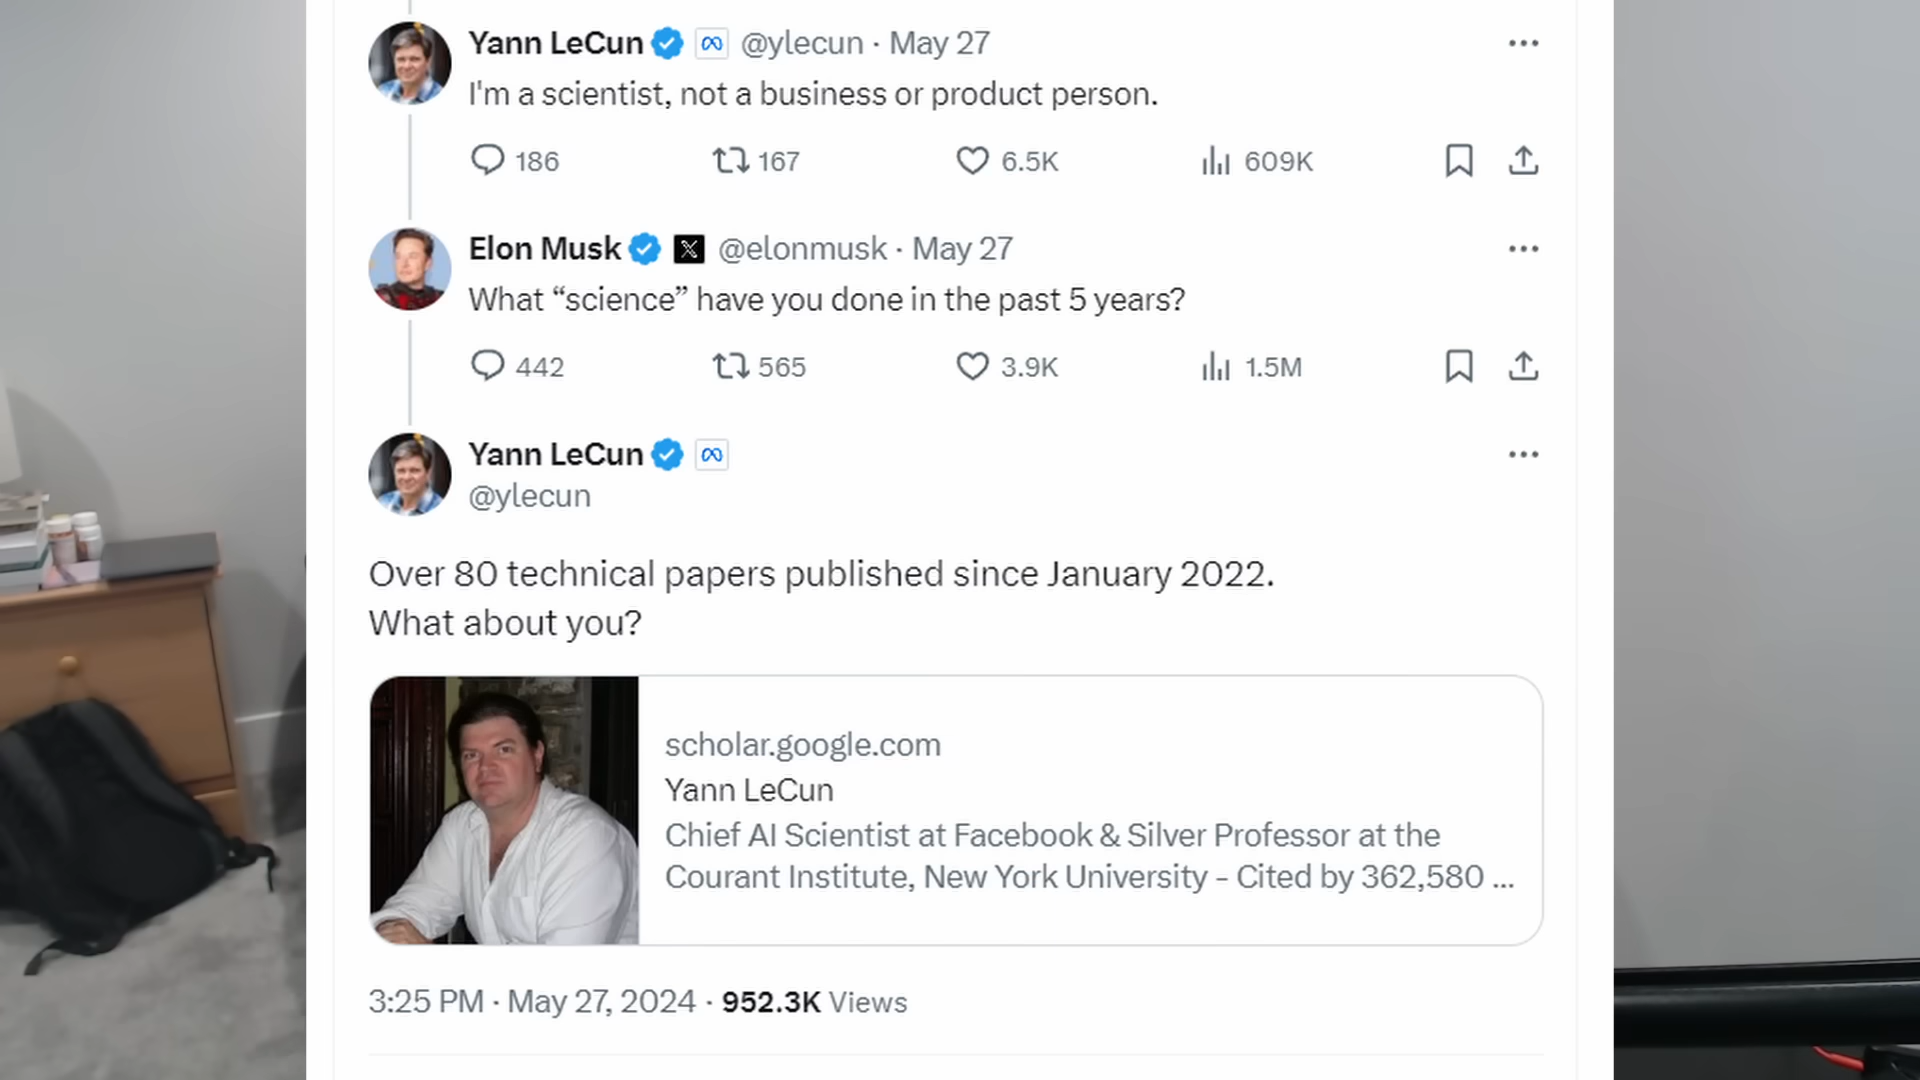 Yann LeCun @ylecun · May 27
I'm a scientist, not a business or product person.
186 167 6.5K 609K
Elon Musk @elonmusk · May 27
What “science” have you done in the past 5 years?
442 565 3.9K 1.5M
Yann LeCun
@ylecun
Over 80 technical papers published since January 2022.
What about you?
scholar.google.com
Yann LeCun
Chief AI Scientist at Facebook & Silver Professor at the
Courant Institute, New York University - Cited by 362,580 ...
3:25 PM · May 27, 2024 · 952.3K Views